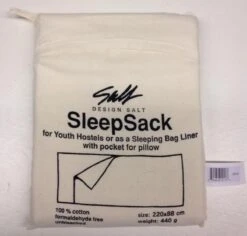 Salt
DESIGN SALT
SleepSack
for Youth Hostels or as a Sleeping Bag Liner
with pocket for pillow
100 % cotton
formaldehyde free
size: 220x88 cm
weight: 440 g